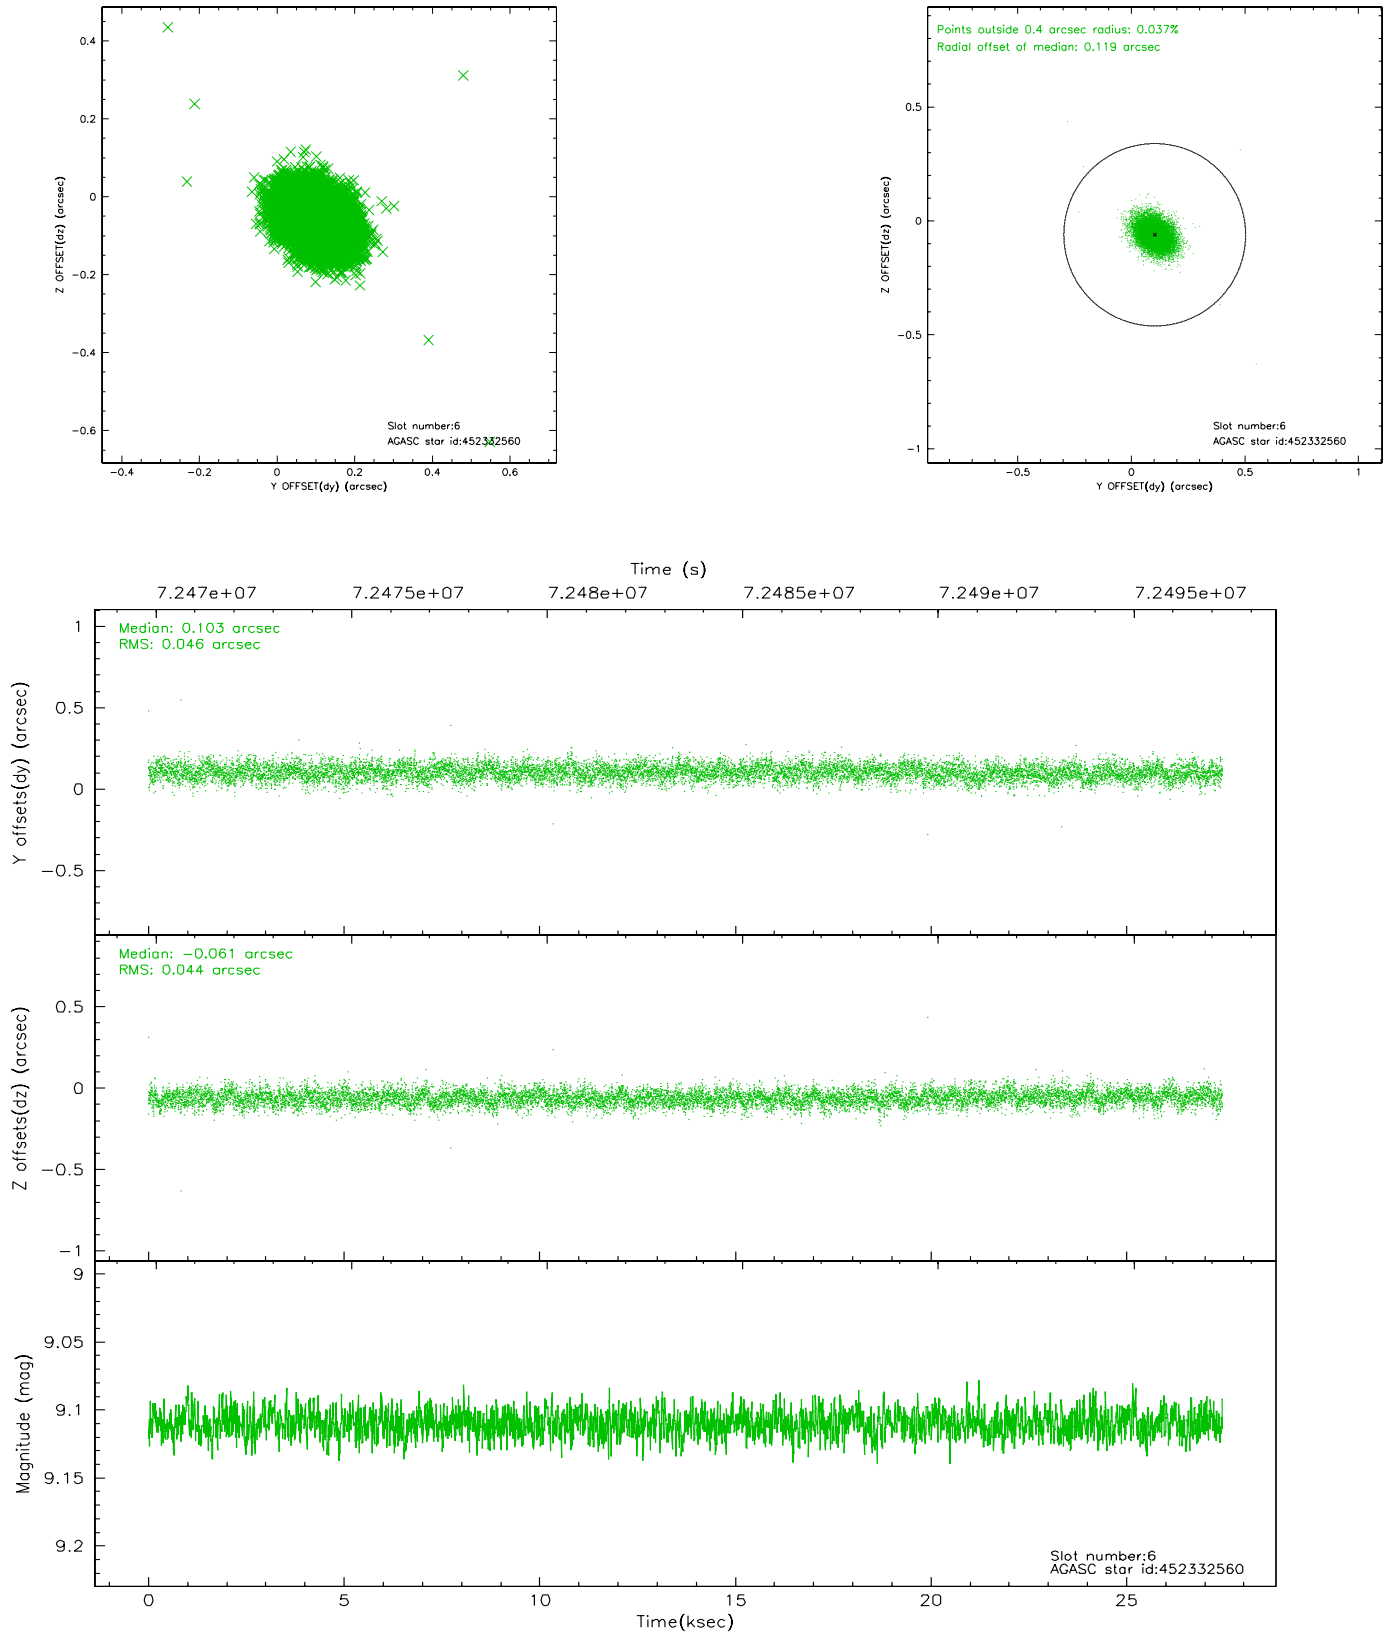 0.4
0.2
0
−0.2
−0.4
−0.6
Z OFFSET(dz) (arcsec)
Slot number:6
AGASC star id:452332560
−0.4
−0.2
0
0.2
0.4
0.6
Y OFFSET(dy) (arcsec)
Points outside 0.4 arcsec radius: 0.037%
Radial offset of median: 0.119 arcsec
0.5
0
−0.5
−1
Z OFFSET(dz) (arcsec)
Slot number:6
AGASC star id:452332560
−0.5
0
0.5
1
Y OFFSET(dy) (arcsec)
Time (s)
7.247e+07
7.2475e+07
7.248e+07
7.2485e+07
7.249e+07
7.2495e+07
Median: 0.103 arcsec
RMS: 0.046 arcsec
1
0.5
0
−0.5
Y offsets(dy) (arcsec)
Median: −0.061 arcsec
RMS: 0.044 arcsec
0.5
0
−0.5
−1
Z offsets(dz) (arcsec)
9
9.05
9.1
9.15
9.2
Magnitude (mag)
Slot number:6
AGASC star id:452332560
0
5
10
15
20
25
Time(ksec)